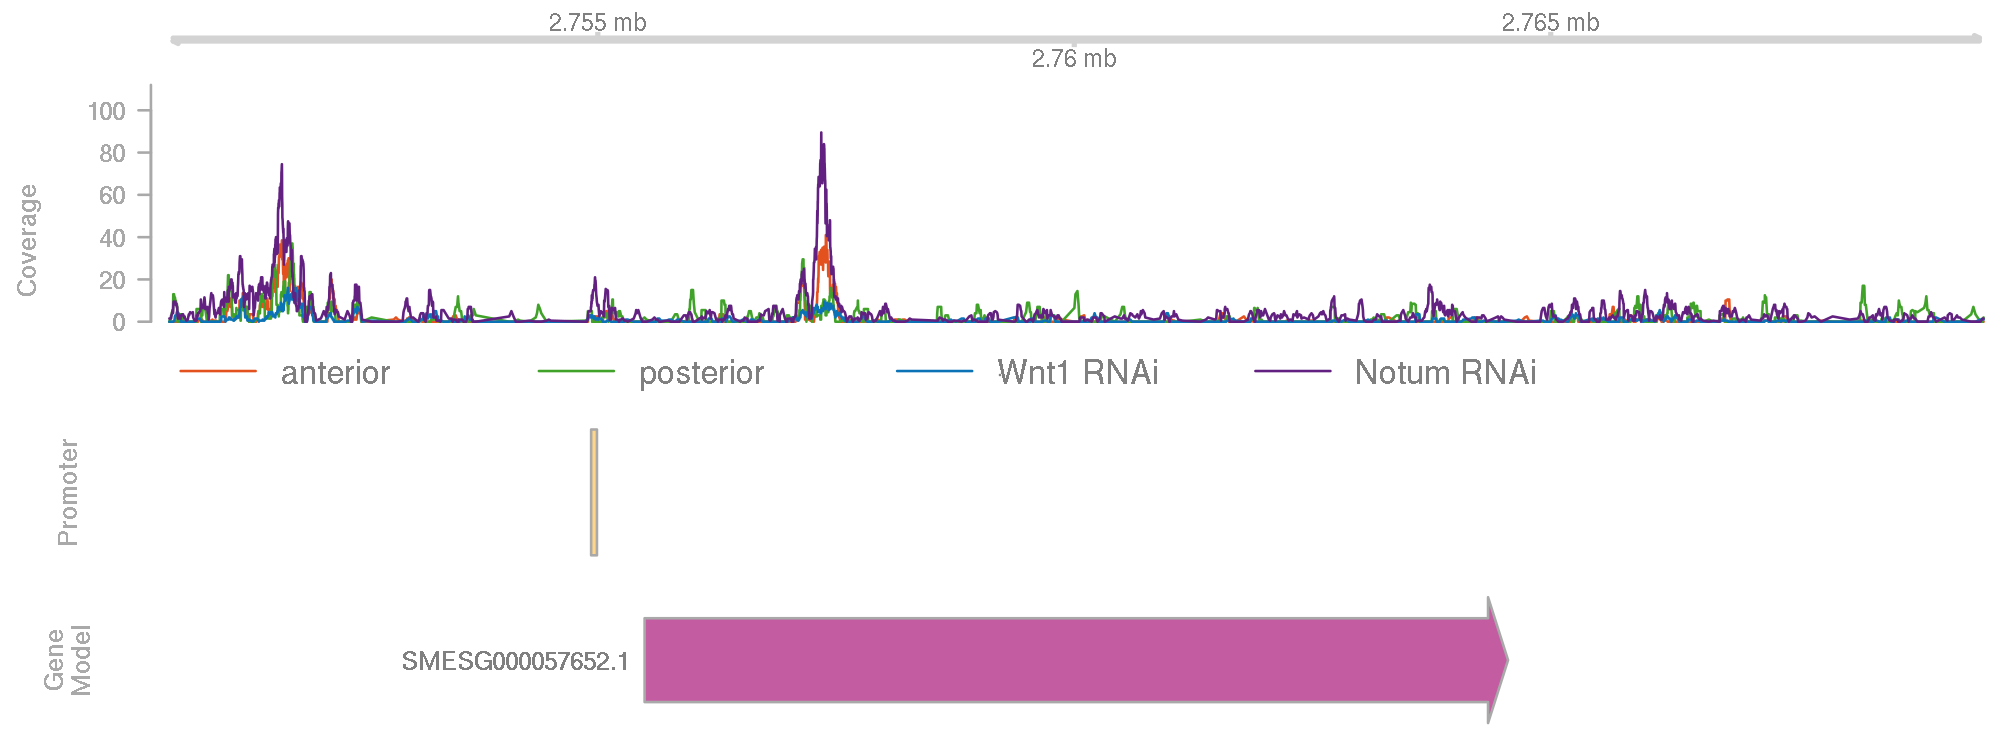 2.755 mb
2.765 mb
2.76 mb
Coverage
100
80
60
40
20
0
anterior
posterior
Wnt1 RNAi
Notum RNAi
Promoter
Gene
Model
SMESG000057652.1